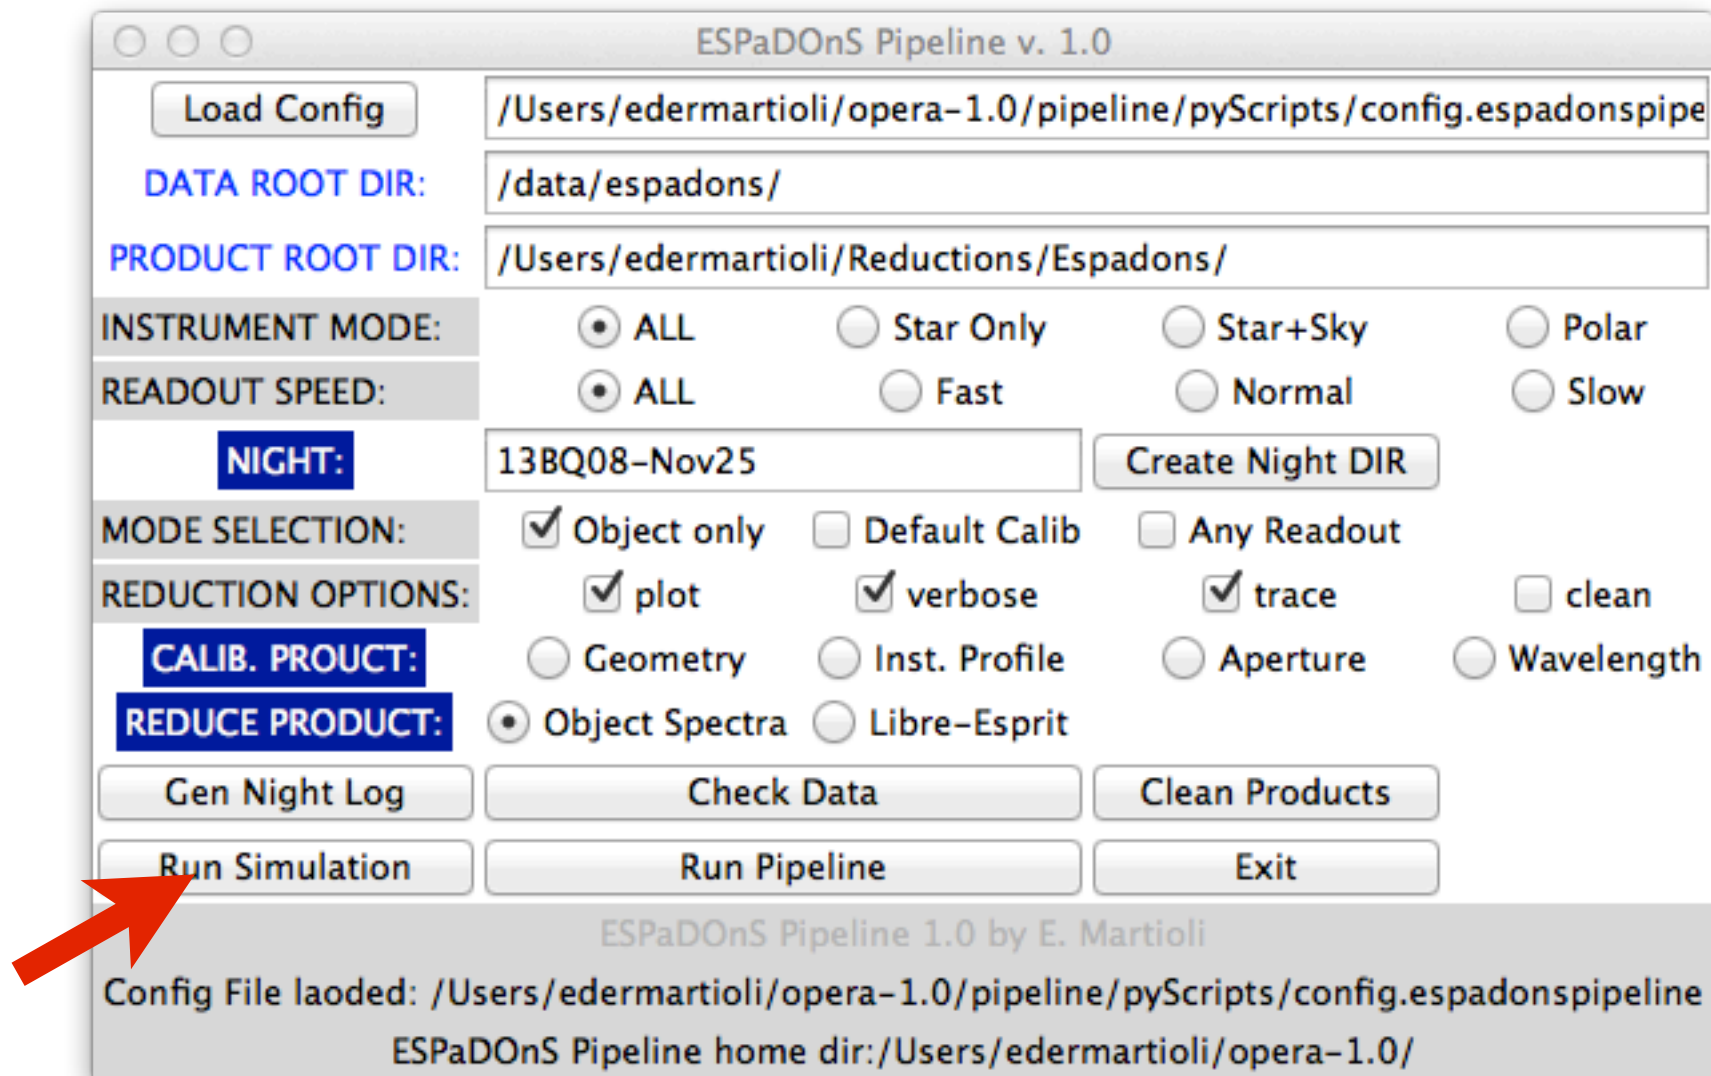 ESPaDOnS Pipeline v. 1.0
Load Config /Users/edermartioli/opera-1.0/pipeline/pyScripts/config.espadonspipe
DATA ROOT DIR: /data/espadons/
PRODUCT ROOT DIR: /Users/edermartioli/Reductions/Espadons/
INSTRUMENT MODE: ALL Star Only Star+Sky Polar
READOUT SPEED: ALL Fast Normal Slow
NIGHT: 13BQ08-Nov25 Create Night DIR
MODE SELECTION: Object only Default Calib Any Readout
REDUCTION OPTIONS: plot verbose trace clean
CALIB. PROUCT: Geometry Inst. Profile Aperture Wavelength
REDUCE PRODUCT: Object Spectra Libre-Esprit
Gen Night Log Check Data Clean Products
Run Simulation Run Pipeline Exit
ESPaDOnS Pipeline 1.0 by E. Martioli
Config File laoded: /Users/edermartioli/opera-1.0/pipeline/pyScripts/config.espadonspipeline
ESPaDOnS Pipeline home dir:/Users/edermartioli/opera-1.0/